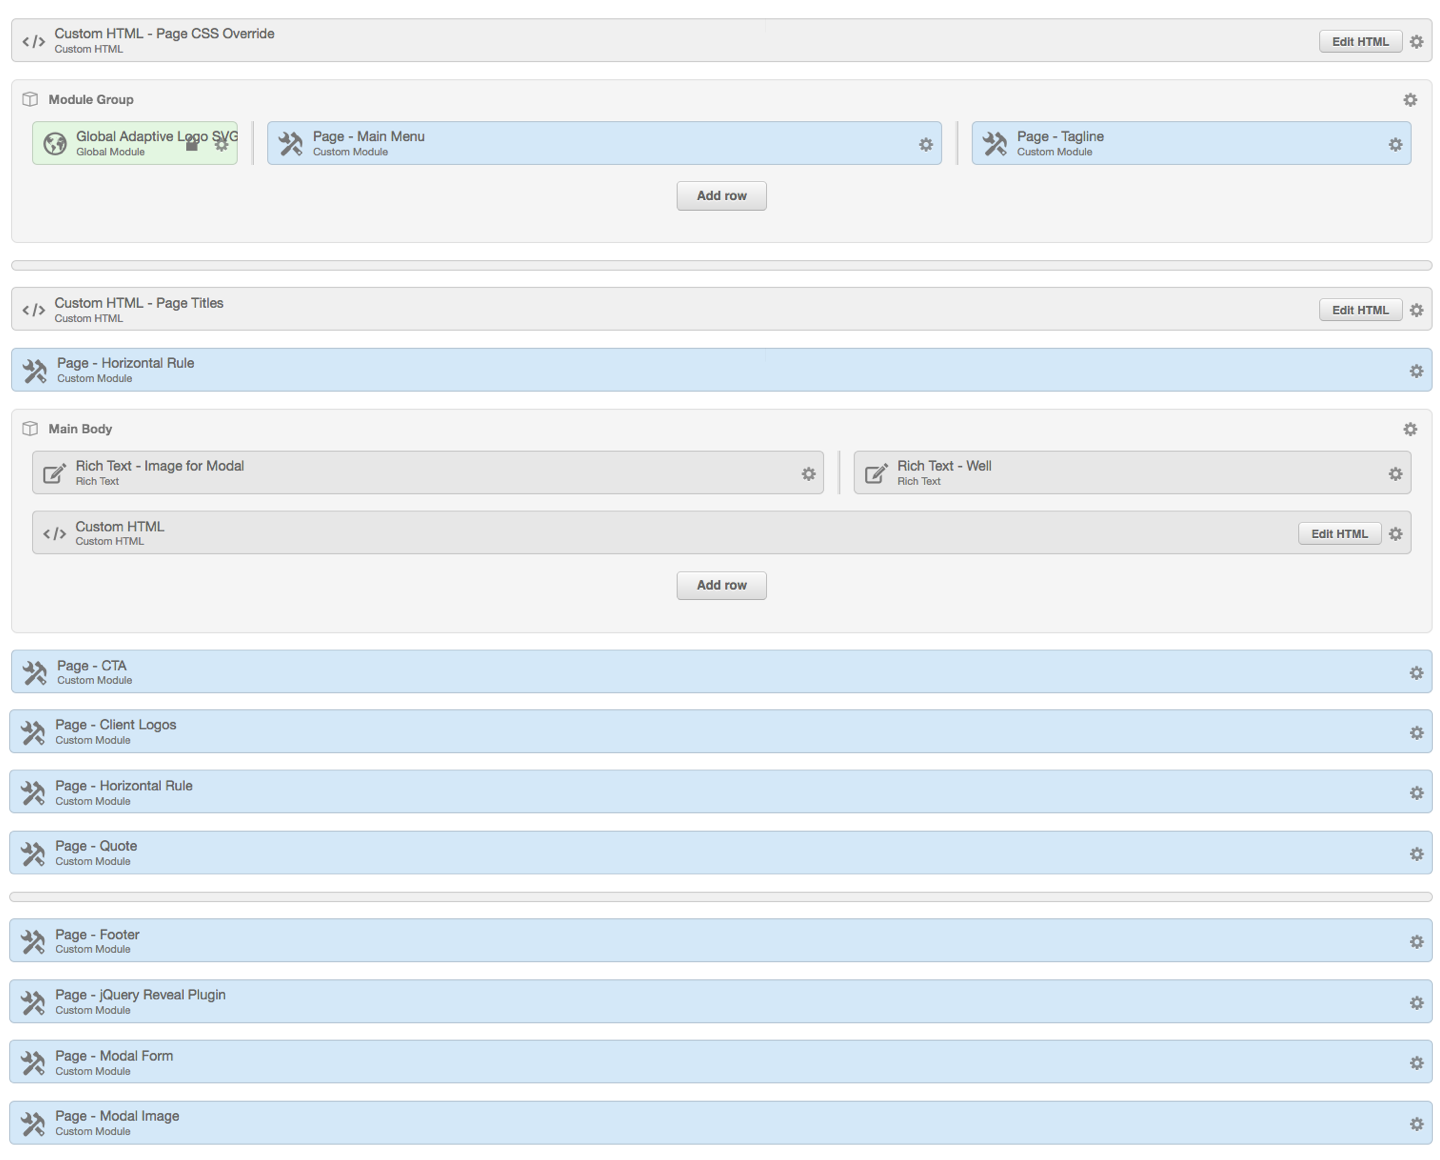 Custom HTML - Page CSS Override
Custom HTML
Edit HTML
Module Group
Global Adaptive Logo SVG
Global Module
Page - Main Menu
Custom Module
Page - Tagline
Custom Module
Add row
Custom HTML - Page Titles
Custom HTML
Edit HTML
Page - Horizontal Rule
Custom Module
Main Body
Rich Text - Image for Modal
Rich Text
Rich Text - Well
Rich Text
Custom HTML
Custom HTML
Edit HTML
Add row
Page - CTA
Custom Module
Page - Client Logos
Custom Module
Page - Horizontal Rule
Custom Module
Page - Quote
Custom Module
Page - Footer
Custom Module
Page - jQuery Reveal Plugin
Custom Module
Page - Modal Form
Custom Module
Page - Modal Image
Custom Module